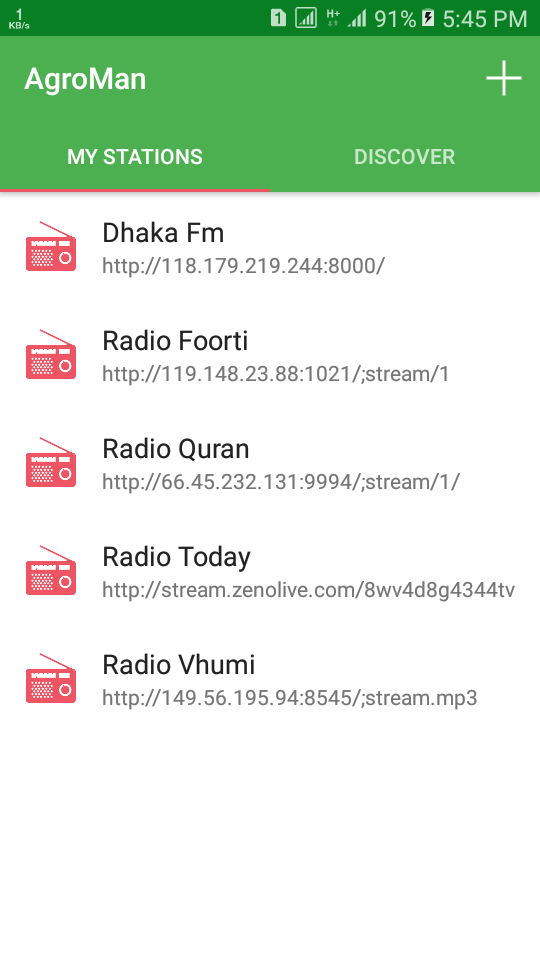 1
KB/s
1 H+ 91% 5:45 PM
AgroMan
MY STATIONS DISCOVER
Dhaka Fm
http://118.179.219.244:8000/
Radio Foorti
http://119.148.23.88:1021/;stream/1
Radio Quran
http://66.45.232.131:9994/;stream/1/
Radio Today
http://stream.zenolive.com/8wv4d8g4344tv
Radio Vhumi
http://149.56.195.94:8545/;stream.mp3